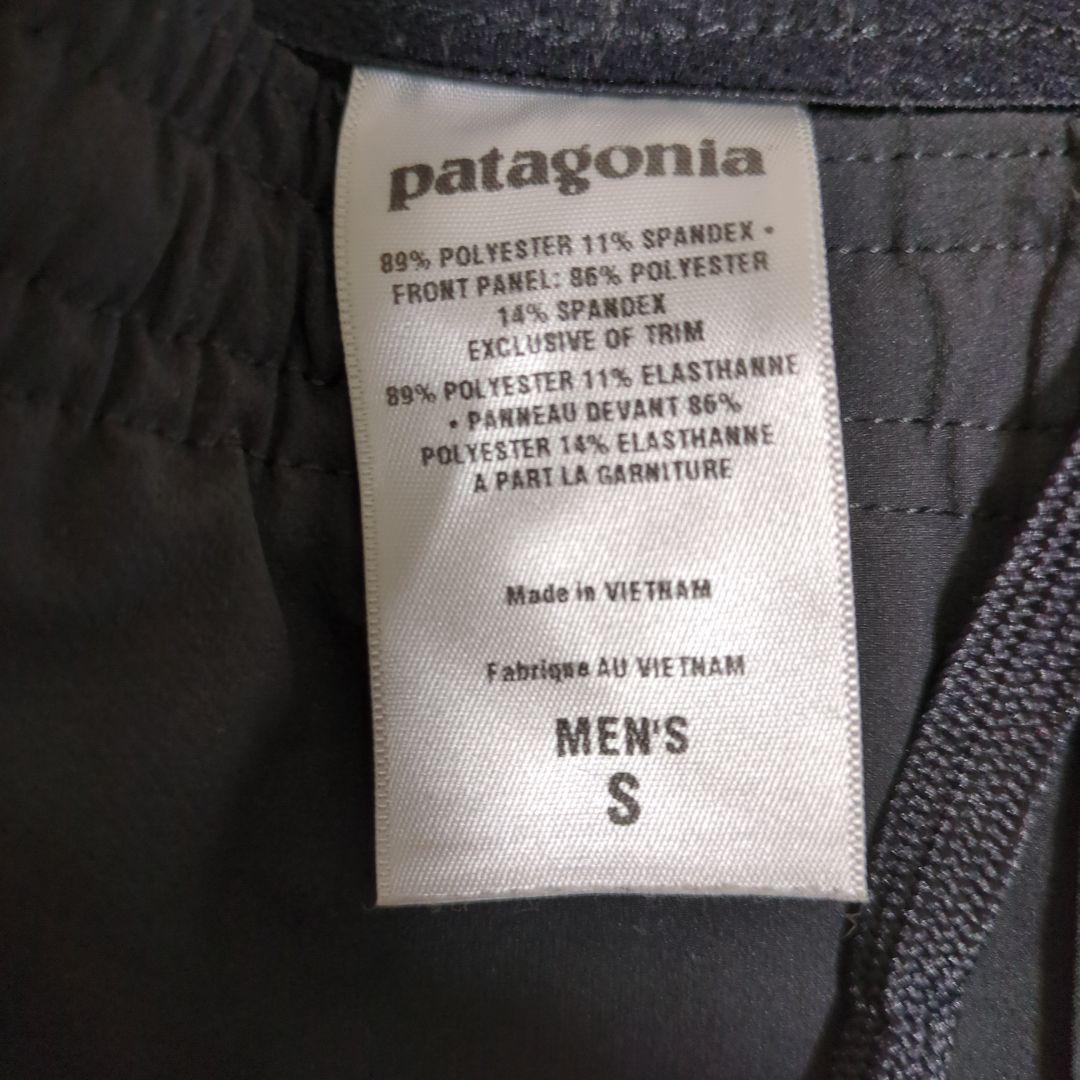 patagonia
89% POLYESTER 11% SPANDEX •
FRONT PANEL: 86% POLYESTER
14% SPANDEX
EXCLUSIVE OF TRIM
89% POLYESTER 11% ELASTHANNE
• PANNEAU DEVANT 86%
POLYESTER 14% ELASTHANNE
A PART LA GARNITURE
Made in VIETNAM
Fabrique AU VIETNAM
MEN'S
S